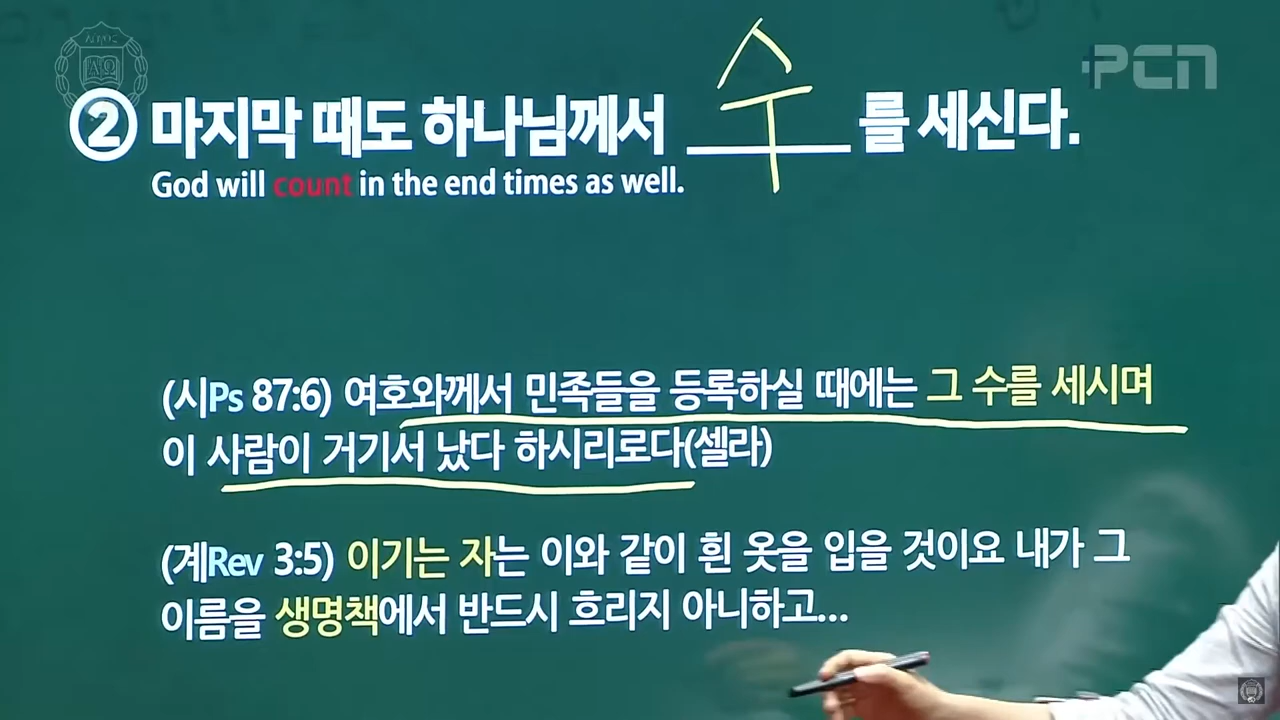 PCN
② 마지막 때도 하나님께서 수 를 세신다.
God will count in the end times as well.
(시Ps 87:6) 여호와께서 민족들을 등록하실 때에는 그 수를 세시며
이 사람이 거기서 났다 하시리로다(셀라)
(계Rev 3:5) 이기는 자는 이와 같이 흰 옷을 입을 것이요 내가 그
이름을 생명책에서 반드시 흐리지 아니하고...